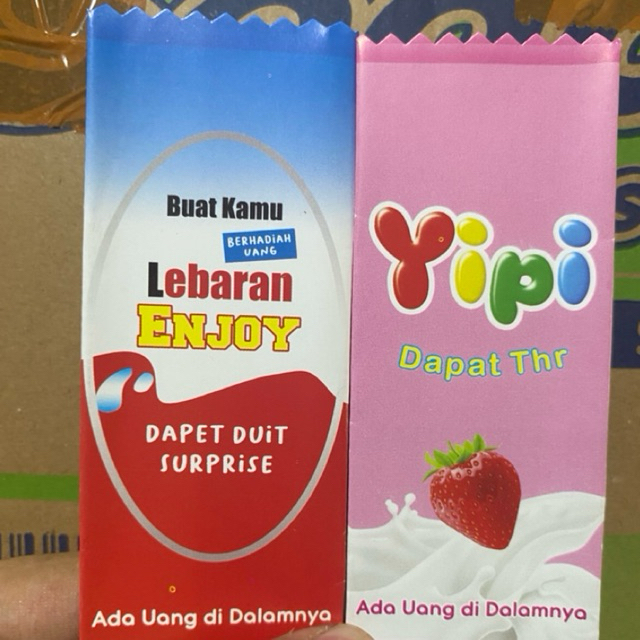 Buat Kamu
BERHADIAH
UANG
Lebaran
ENJOY
DAPET DUiT
SURPRiSE
Ada Uang di Dalamnya
Yipi
Dapat Thr
Ada Uang di Dalamnya